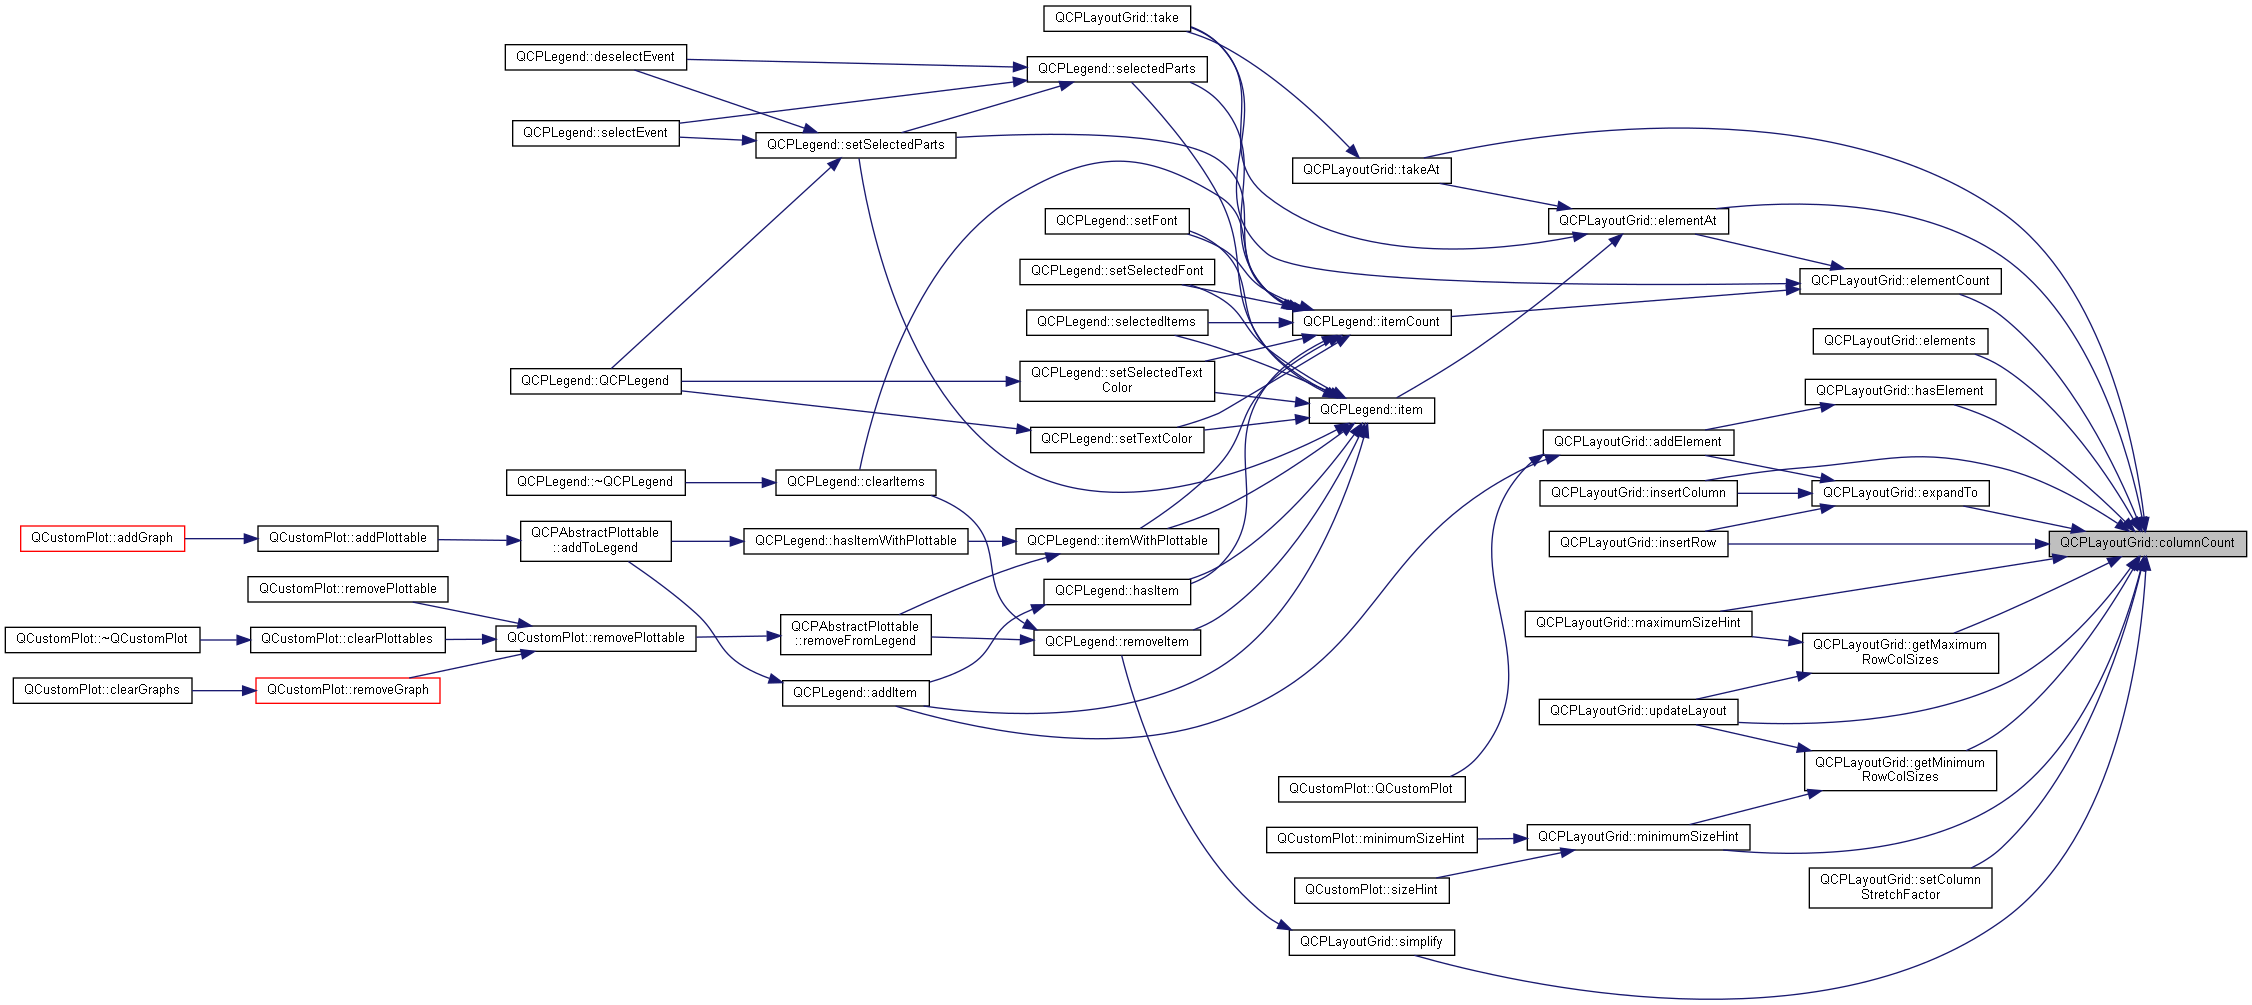 QCPLayoutGrid::take
QCPLegend::deselectEvent
QCPLegend::selectedParts
QCPLegend::selectEvent
QCPLegend::setSelectedParts
QCPLayoutGrid::takeAt
QCPLegend::setFont
QCPLayoutGrid::elementAt
QCPLegend::setSelectedFont
QCPLayoutGrid::elementCount
QCPLegend::selectedItems
QCPLegend::itemCount
QCPLayoutGrid::elements
QCPLegend::QCPLegend
QCPLegend::setSelectedText
Color
QCPLayoutGrid::hasElement
QCPLegend::item
QCPLegend::setTextColor
QCPLayoutGrid::addElement
QCPLegend::~QCPLegend
QCPLegend::clearItems
QCPLayoutGrid::insertColumn
QCPLayoutGrid::expandTo
QCustomPlot::addGraph
QCustomPlot::addPlottable
QCPAbstractPlottable
::addToLegend
QCPLegend::hasItemWithPlottable
QCPLegend::itemWithPlottable
QCPLayoutGrid::insertRow
QCPLayoutGrid::columnCount
QCustomPlot::removePlottable
QCPLegend::hasItem
QCustomPlot::~QCustomPlot
QCustomPlot::clearPlottables
QCustomPlot::removePlottable
QCPAbstractPlottable
::removeFromLegend
QCPLegend::removeItem
QCPLayoutGrid::maximumSizeHint
QCPLayoutGrid::getMaximum
RowColSizes
QCustomPlot::clearGraphs
QCustomPlot::removeGraph
QCPLegend::addItem
QCPLayoutGrid::updateLayout
QCPLayoutGrid::getMinimum
RowColSizes
QCustomPlot::QCustomPlot
QCustomPlot::minimumSizeHint
QCPLayoutGrid::minimumSizeHint
QCustomPlot::sizeHint
QCPLayoutGrid::setColumn
StretchFactor
QCPLayoutGrid::simplify